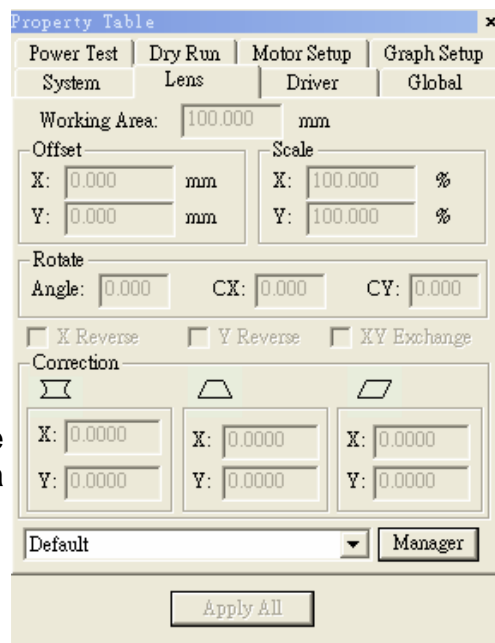 Property Table ×
Power Test Dry Run Motor Setup Graph Setup
System Lens Driver Global
Working Area: 100.000 mm
Offset Scale
X: 0.000 mm X: 100.000 %
Y: 0.000 mm Y: 100.000 %
Rotate
Angle: 0.000 CX: 0.000 CY: 0.000
X Reverse Y Reverse XY Exchange
Correction
X: 0.0000 X: 0.0000 X: 0.0000
Y: 0.0000 Y: 0.0000 Y: 0.0000
Default Manager
Apply All